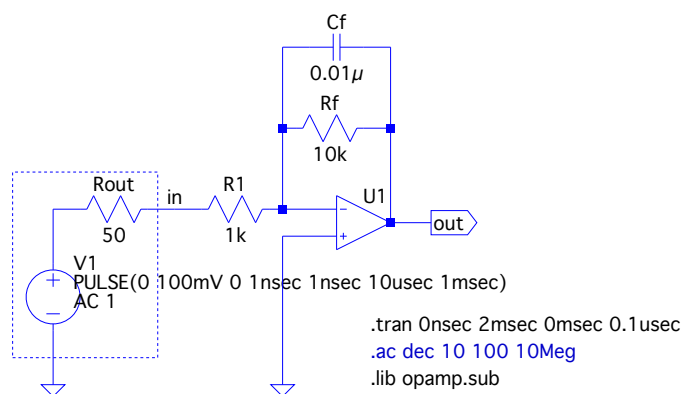 Cf
0.01µ
Rf
10k
Rout
in
R1
U1
50
1k
out
V1
PULSE(0 100mV 0 1nsec 1nsec 10usec 1msec)
AC 1
.tran 0nsec 2msec 0msec 0.1usec
.ac dec 10 100 10Meg
.lib opamp.sub